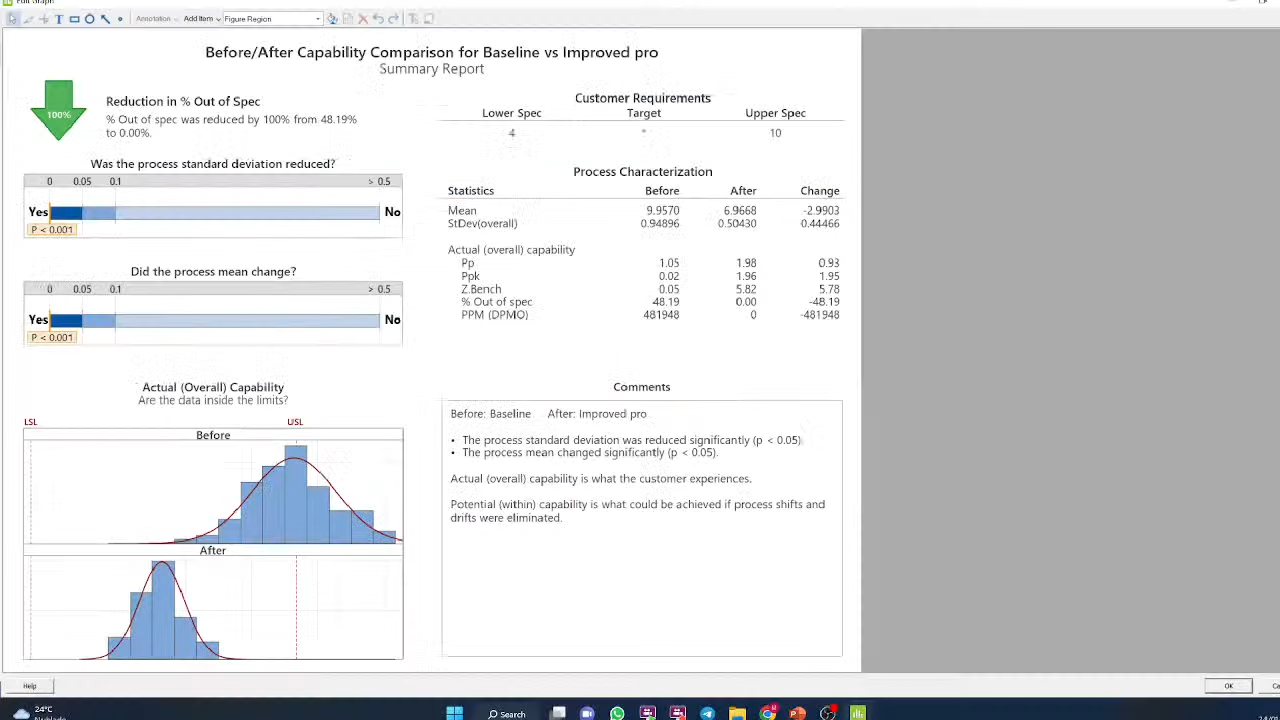 Edit Graph
T
Annotation
Add Item
Figure Region
Before/After Capability Comparison for Baseline vs Improved pro
Summary Report
100%
Reduction in % Out of Spec
% Out of spec was reduced by 100% from 48.19%
to 0.00%.
Was the process standard deviation reduced?
0 0.05 0.1 > 0.5
Yes No
P < 0.001
Did the process mean change?
0 0.05 0.1 > 0.5
Yes No
P < 0.001
Actual (Overall) Capability
Are the data inside the limits?
LSL USL
Before
After
Customer Requirements
Lower Spec Target Upper Spec
4 * 10
Process Characterization
Statistics Before After Change
Mean 9.9570 6.9668 -2.9903
StDev(overall) 0.94896 0.50430 0.44466
Actual (overall) capability
Pp 1.05 1.98 0.93
Ppk 0.02 1.96 1.95
Z.Bench 0.05 5.82 5.78
% Out of spec 48.19 0.00 -48.19
PPM (DPMO) 481948 0 -481948
Comments
Before: Baseline After: Improved pro
• The process standard deviation was reduced significantly (p < 0.05).
• The process mean changed significantly (p < 0.05).
Actual (overall) capability is what the customer experiences.
Potential (within) capability is what could be achieved if process shifts and
drifts were eliminated.
Help
OK
24°C
Search